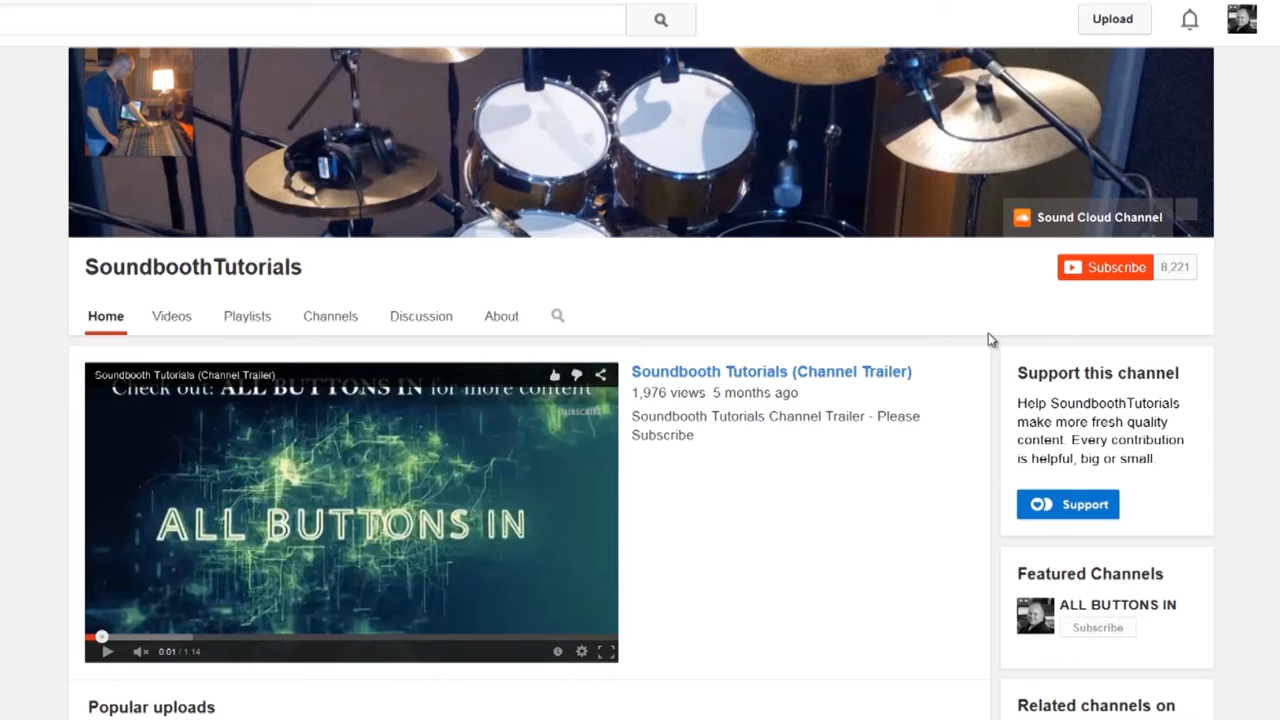 Upload
Sound Cloud Channel
SoundboothTutorials
Subscribe 8,221
Home Videos Playlists Channels Discussion About
Soundbooth Tutorials (Channel Trailer)
Check out: ALL BUTTONS IN for more content
SUBSCRIBE
ALL BUTTONS IN
0:01 / 1:14
Soundbooth Tutorials (Channel Trailer)
1,976 views 5 months ago
Soundbooth Tutorials Channel Trailer - Please
Subscribe
Support this channel
Help SoundboothTutorials
make more fresh quality
content. Every contribution
is helpful, big or small.
Support
Featured Channels
ALL BUTTONS IN
Subscribe
Popular uploads
Related channels on